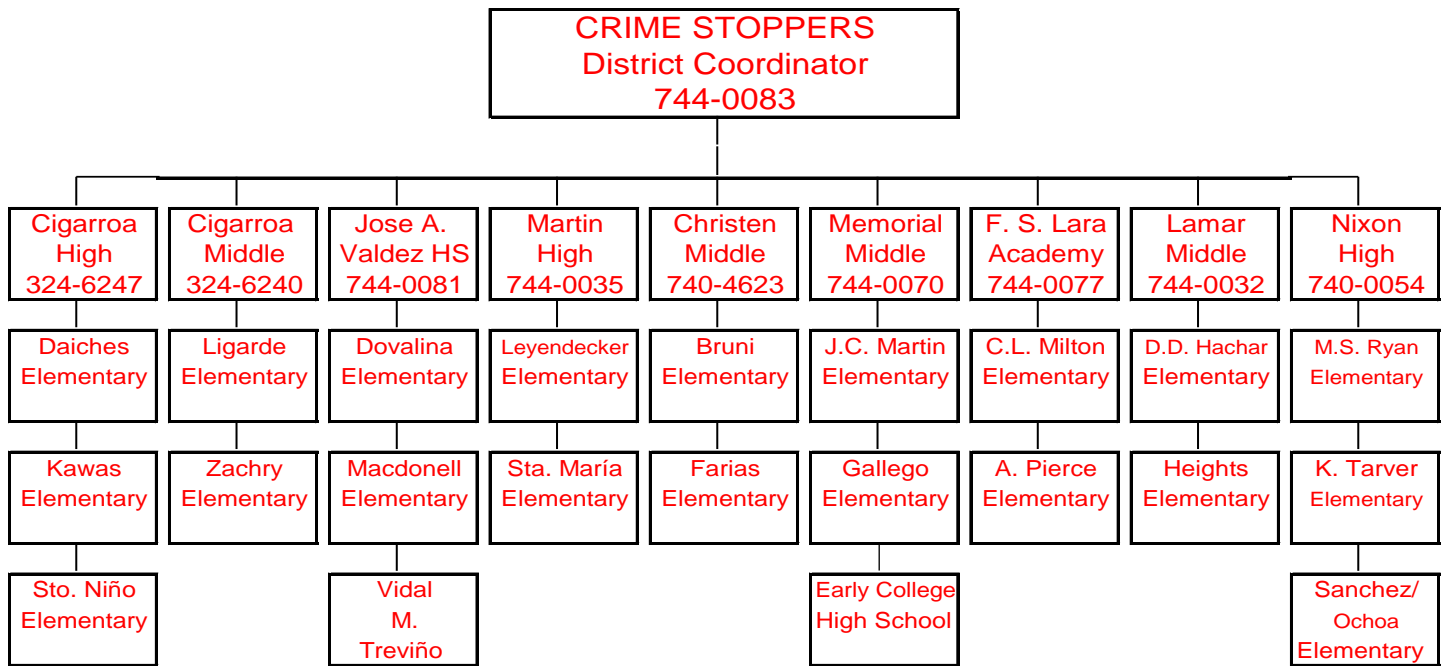 CRIME STOPPERS
District Coordinator
744-0083
Cigarroa
High
324-6247
Cigarroa
Middle
324-6240
Jose A.
Valdez HS
744-0081
Martin
High
744-0035
Christen
Middle
740-4623
Memorial
Middle
744-0070
F. S. Lara
Academy
744-0077
Lamar
Middle
744-0032
Nixon
High
740-0054
Daiches
Elementary
Ligarde
Elementary
Dovalina
Elementary
Leyendecker
Elementary
Bruni
Elementary
J.C. Martin
Elementary
C.L. Milton
Elementary
D.D. Hachar
Elementary
M.S. Ryan
Elementary
Kawas
Elementary
Zachry
Elementary
Macdonell
Elementary
Sta. María
Elementary
Farias
Elementary
Gallego
Elementary
A. Pierce
Elementary
Heights
Elementary
K. Tarver
Elementary
Sto. Niño
Elementary
Vidal
M.
Treviño
Early College
High School
Sanchez/
Ochoa
Elementary